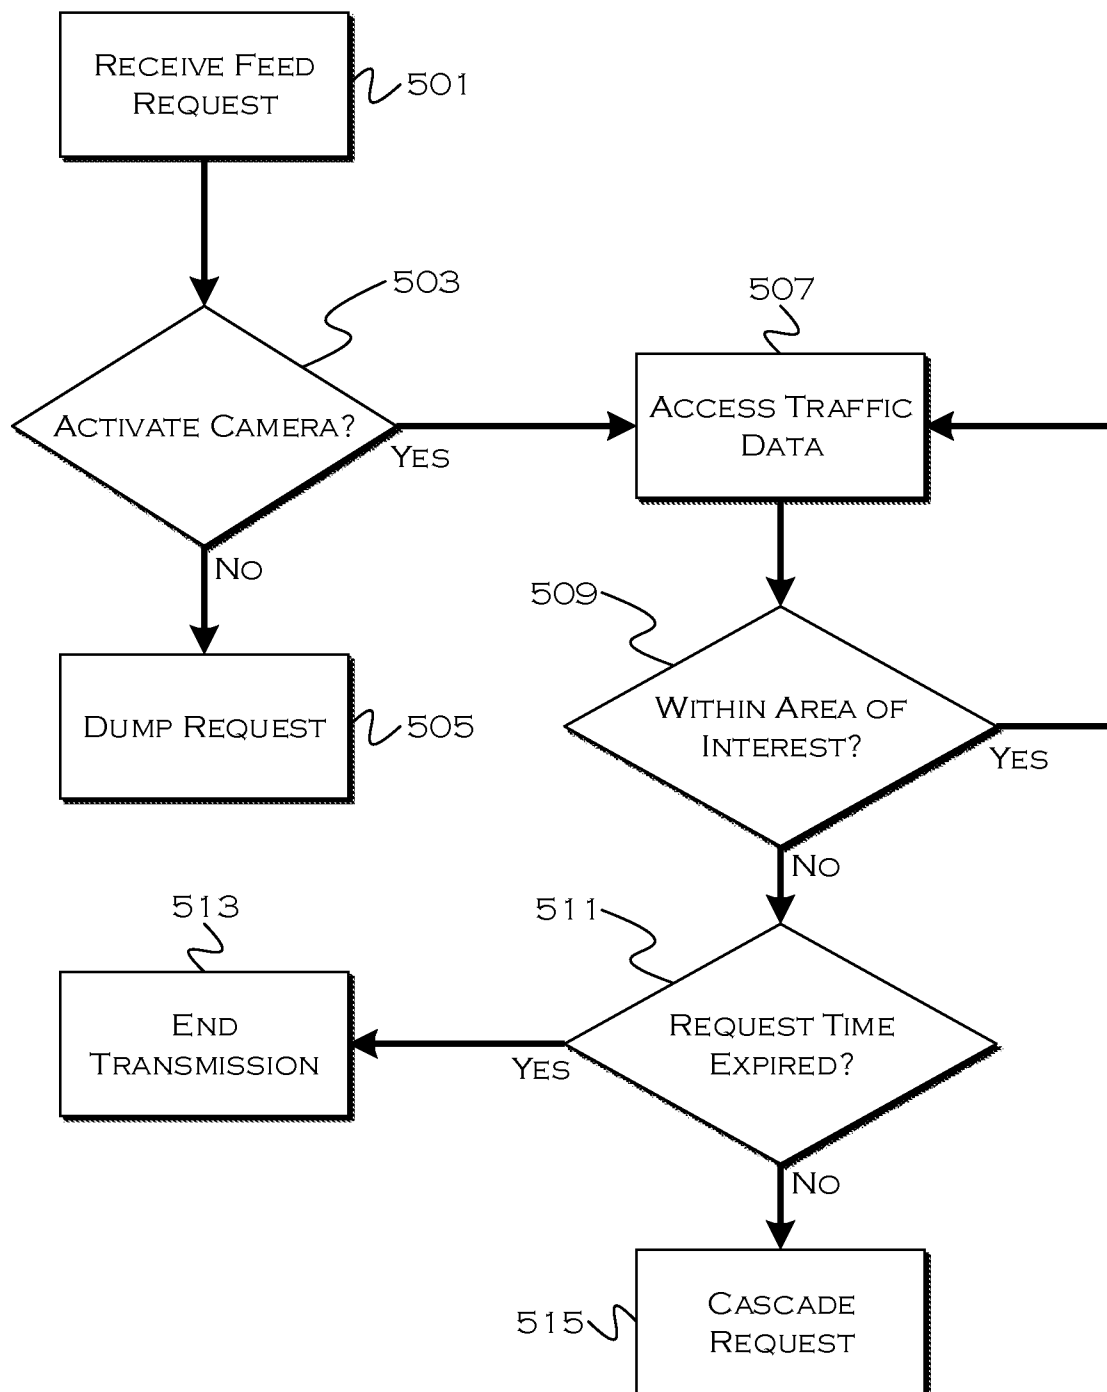 RECEIVE FEED
REQUEST
501
503
ACTIVATE CAMERA?
YES
NO
DUMP REQUEST
505
507
ACCESS TRAFFIC
DATA
509
WITHIN AREA OF
INTEREST?
YES
NO
511
REQUEST TIME
EXPIRED?
YES
NO
513
END
TRANSMISSION
515
CASCADE
REQUEST